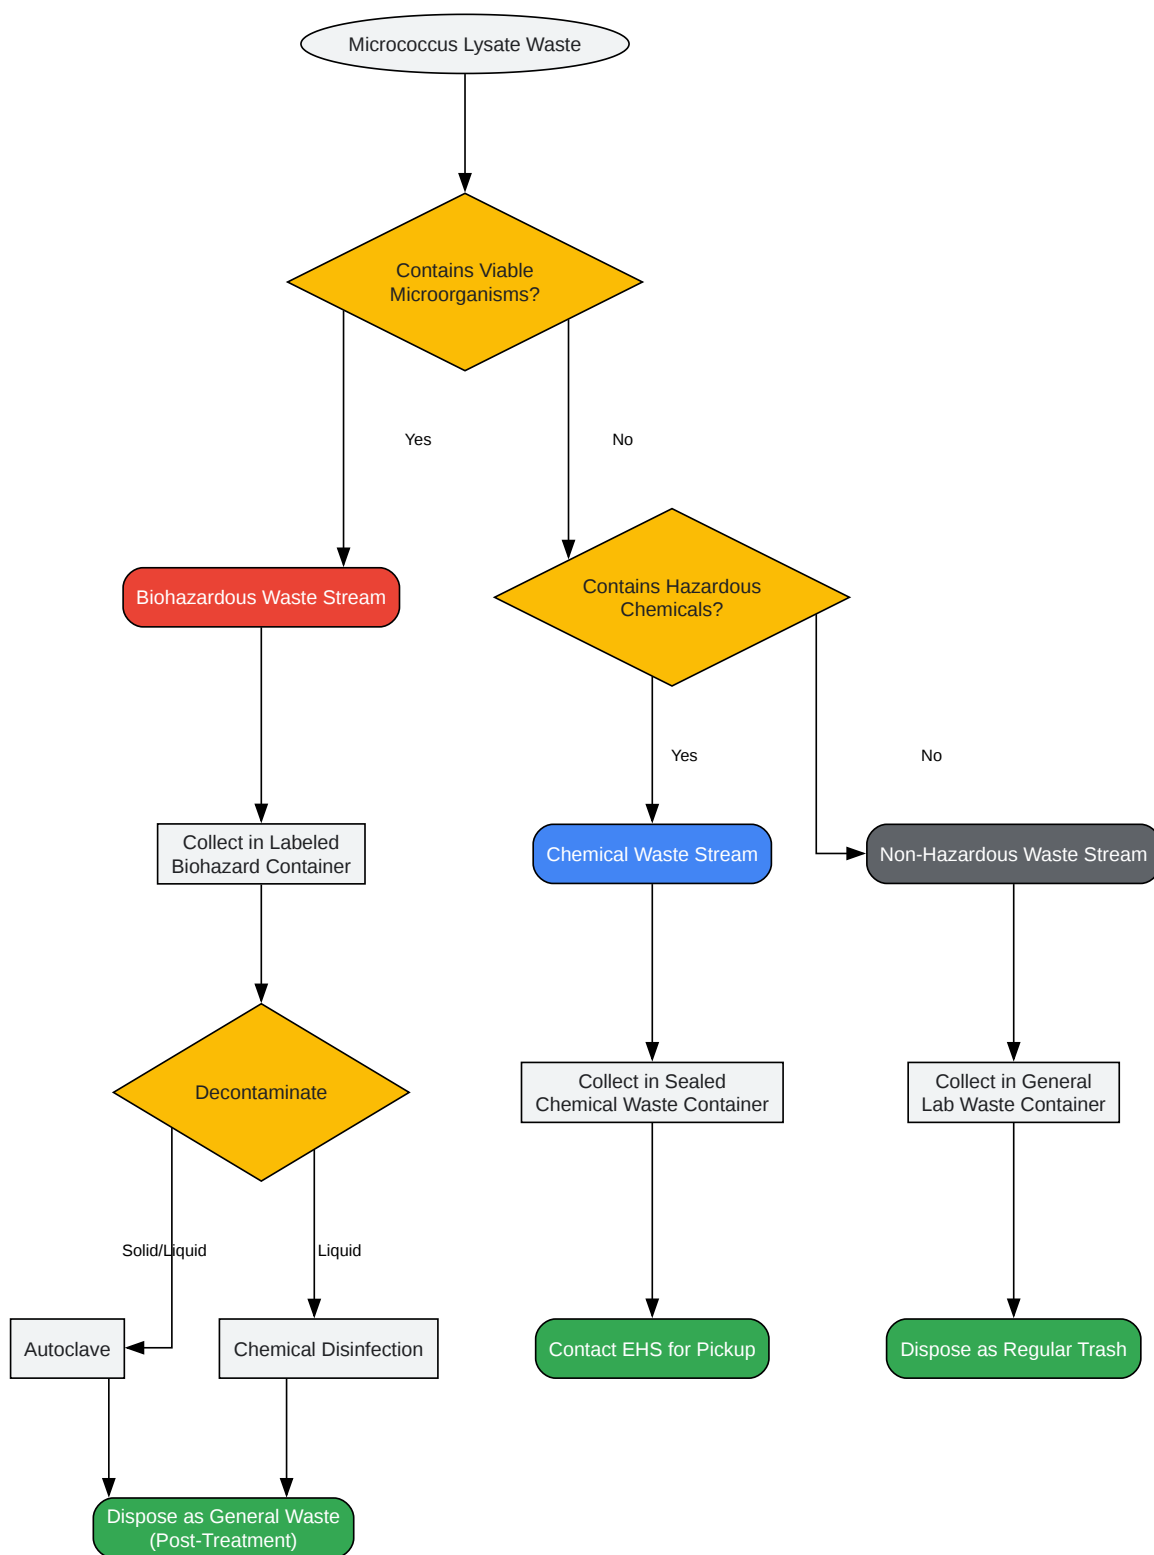 Micrococcus Lysate Waste
Contains Viable
Microorganisms?
Yes
No
Biohazardous Waste Stream
Contains Hazardous
Chemicals?
Yes
No
Collect in Labeled
Biohazard Container
Chemical Waste Stream
Non-Hazardous Waste Stream
Decontaminate
Collect in Sealed
Chemical Waste Container
Collect in General
Lab Waste Container
Solid/Liquid
Liquid
Autoclave
Chemical Disinfection
Contact EHS for Pickup
Dispose as Regular Trash
Dispose as General Waste
(Post-Treatment)